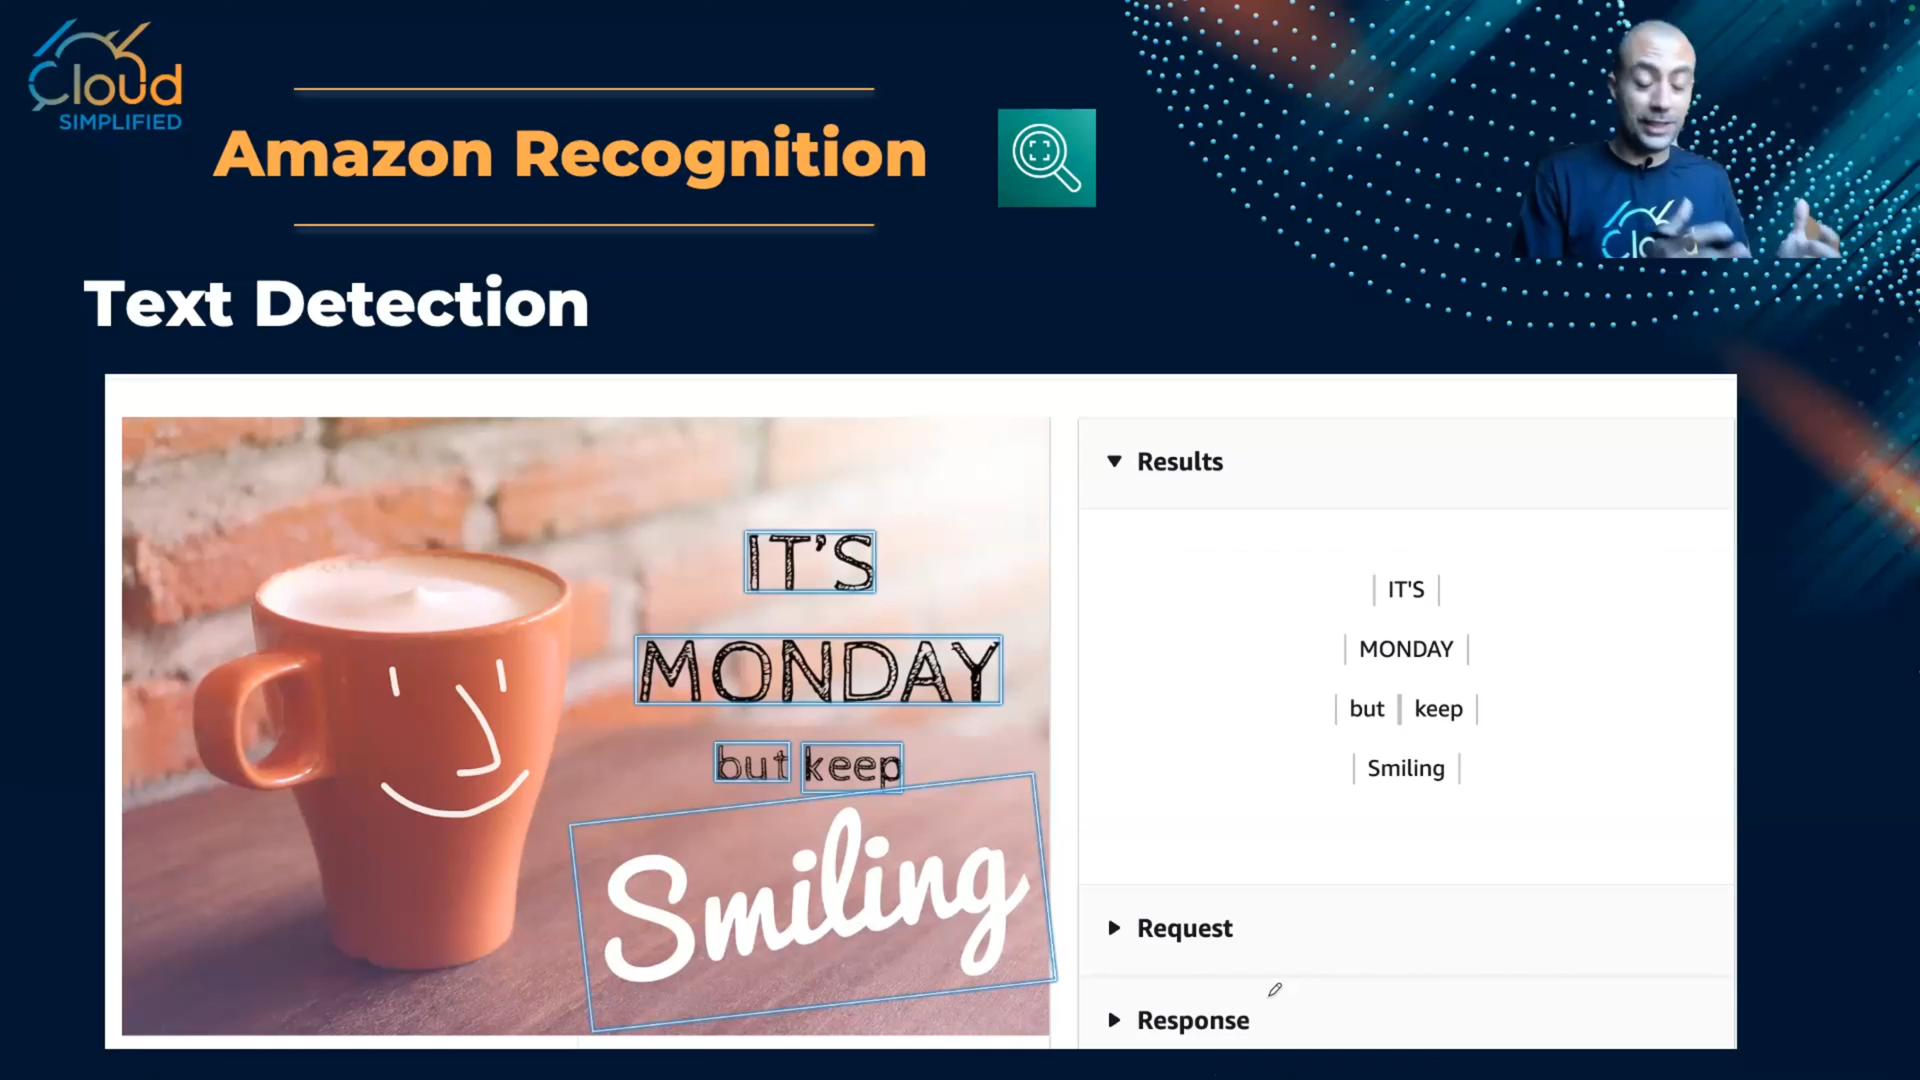 Cloud
SIMPLIFIED
Amazon Recognition
Text Detection
IT'S
MONDAY
but keep
Smiling
Results
IT'S
MONDAY
but keep
Smiling
Request
Response